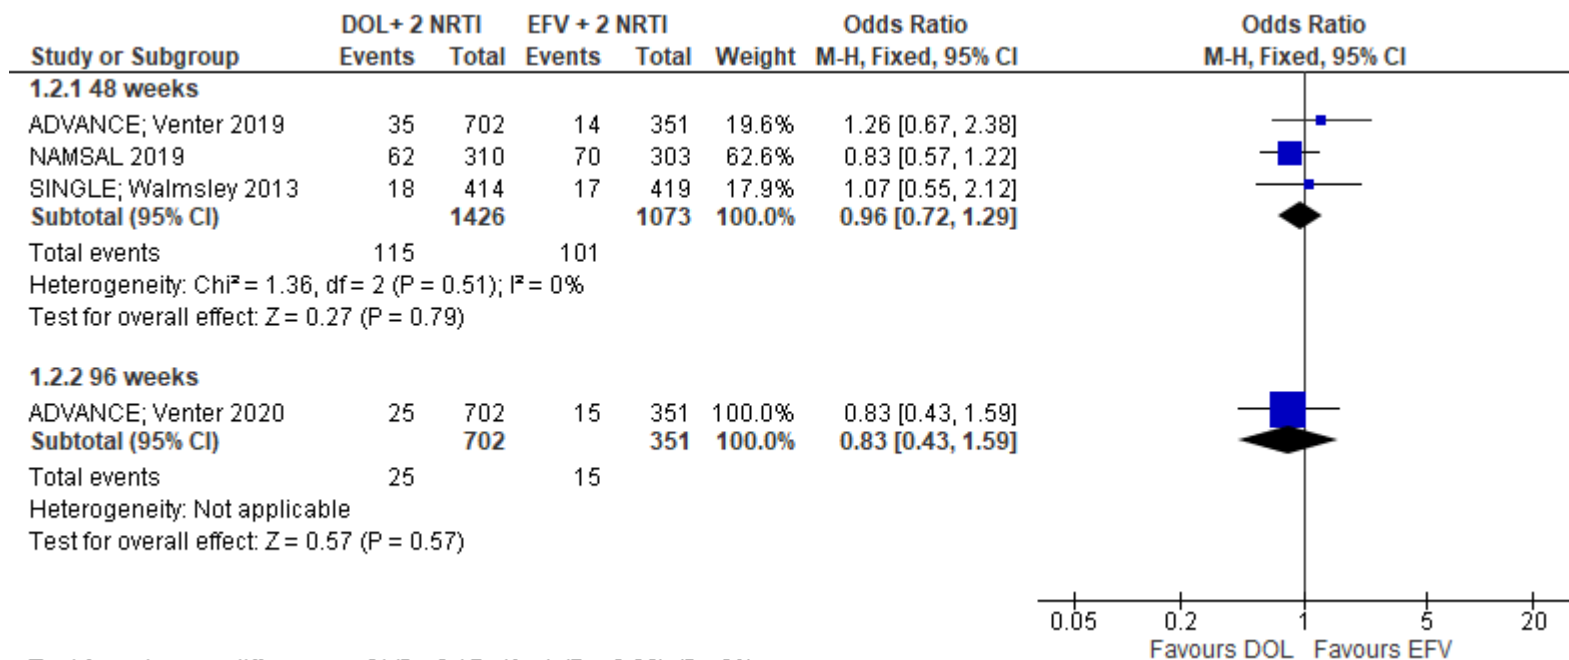 DOL+ 2 NRTI EFV + 2 NRTI Odds Ratio Odds Ratio
Study or Subgroup Events Total Events Total Weight M-H, Fixed, 95% CI M-H, Fixed, 95% CI
1.2.1 48 weeks
ADVANCE; Venter 2019 35 702 14 351 19.6% 1.26 [0.67, 2.38]
NAMSAL 2019 62 310 70 303 62.6% 0.83 [0.57, 1.22]
SINGLE; Walmsley 2013 18 414 17 419 17.9% 1.07 [0.55, 2.12]
Subtotal (95% CI) 1426 1073 100.0% 0.96 [0.72, 1.29]
Total events 115 101
Heterogeneity: Chi² = 1.36, df = 2 (P = 0.51); I² = 0%
Test for overall effect: Z = 0.27 (P = 0.79)
1.2.2 96 weeks
ADVANCE; Venter 2020 25 702 15 351 100.0% 0.83 [0.43, 1.59]
Subtotal (95% CI) 702 351 100.0% 0.83 [0.43, 1.59]
Total events 25 15
Heterogeneity: Not applicable
Test for overall effect: Z = 0.57 (P = 0.57)
0.05 0.2 1 5 20
Favours DOL Favours EFV